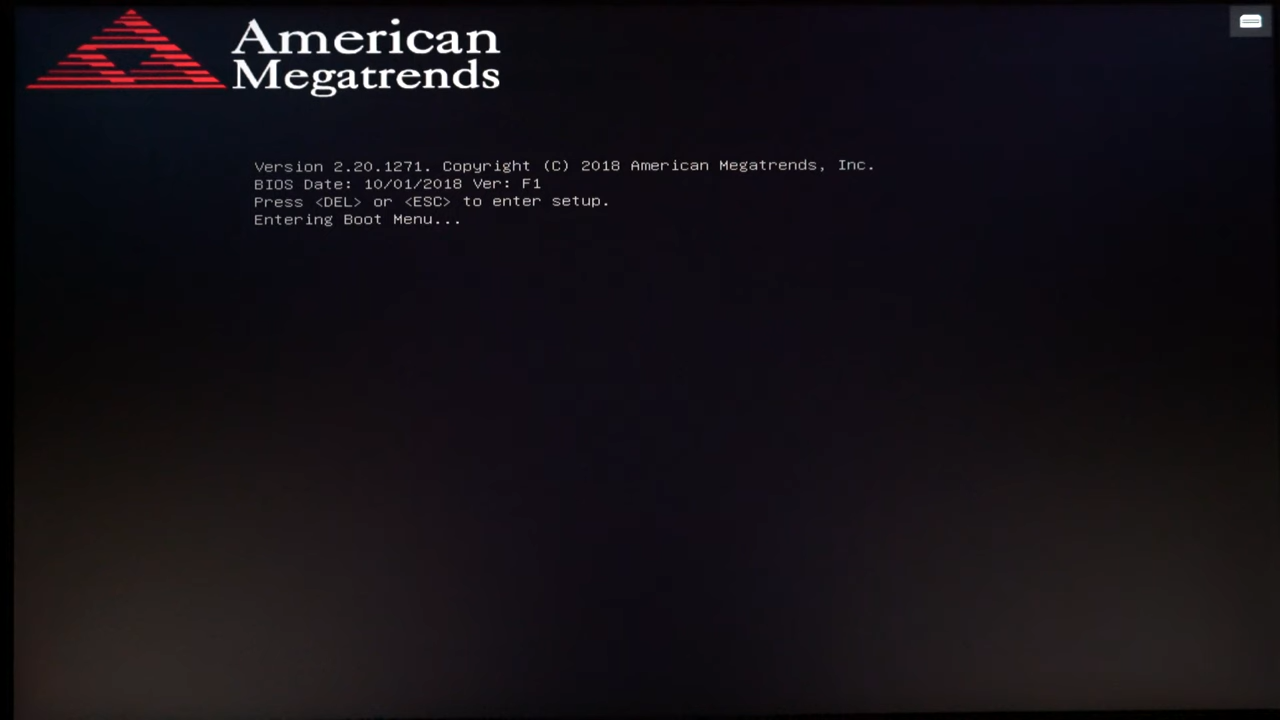 American
Megatrends
Version 2.20.1271. Copyright (C) 2018 American Megatrends, Inc.
BIOS Date: 10/01/2018 Ver: F1
Press <DEL> or <ESC> to enter setup.
Entering Boot Menu...